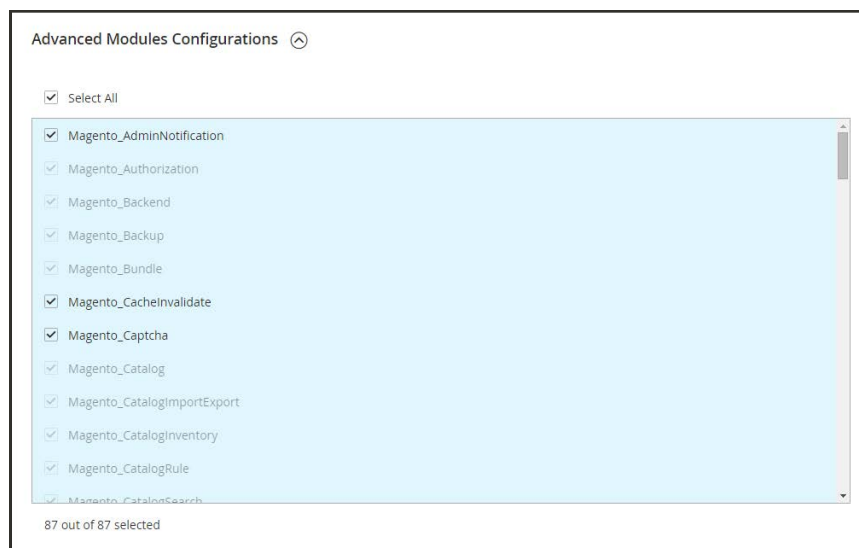 Advanced Modules Configurations
Select All
Magento_AdminNotification
Magento_Authorization
Magento_Backend
Magento_Backup
Magento_Bundle
Magento_CacheInvalidate
Magento_Captcha
Magento_Catalog
Magento_CatalogImportExport
Magento_CatalogInventory
Magento_CatalogRule
Magento_CatalogSearch
87 out of 87 selected